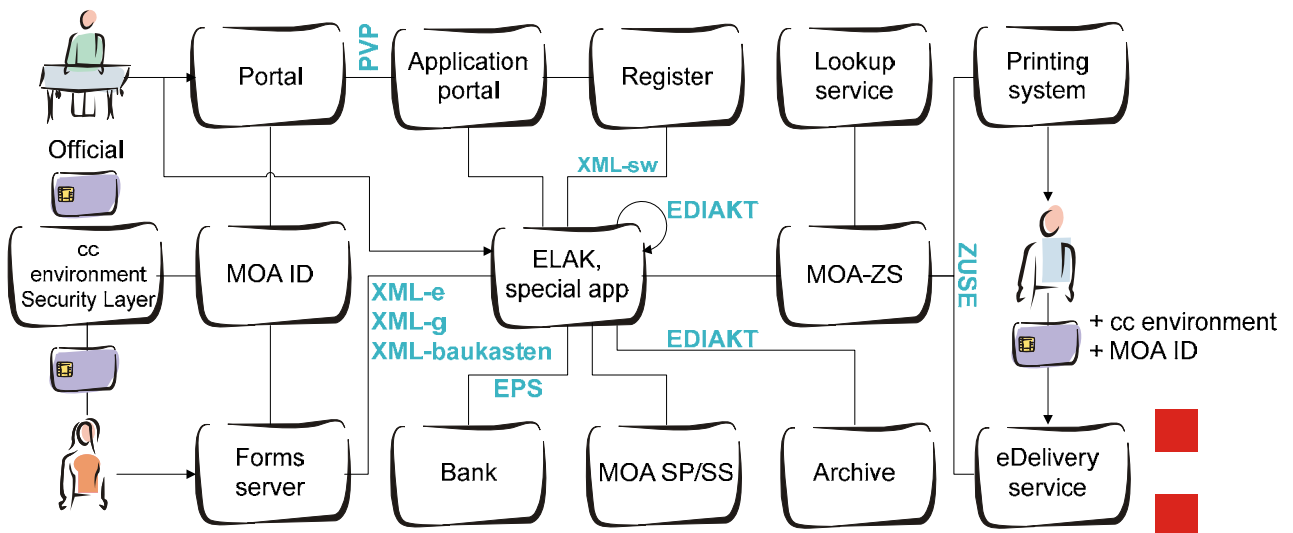 PVP
Portal
Application
portal
Register
Lookup
service
Printing
system
Official
XML-sw
EDIAKT
cc
environment
Security Layer
MOA ID
ELAK,
special app
MOA-ZS
ZUSE
XML-e
XML-g
XML-baukasten
EDIAKT
+ cc environment
+ MOA ID
EPS
Forms
server
Bank
MOA SP/SS
Archive
eDelivery
service